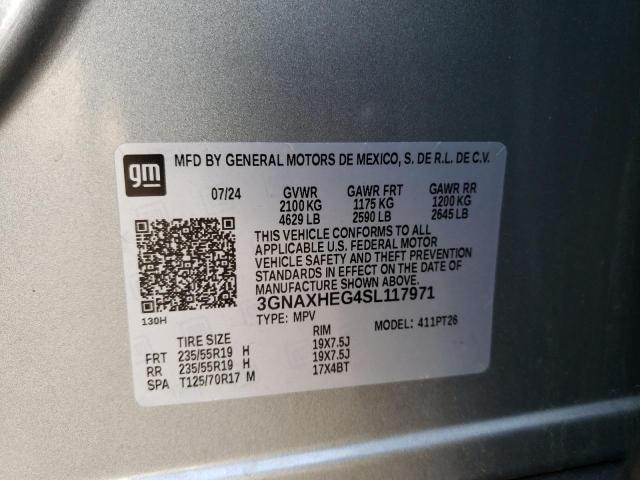 gm
MFD BY GENERAL MOTORS DE MEXICO, S. DE R.L. DE C.V.
07/24 GVWR GAWR FRT GAWR RR
2100 KG 1175 KG 1200 KG
4629 LB 2590 LB 2645 LB
THIS VEHICLE CONFORMS TO ALL
APPLICABLE U.S. FEDERAL MOTOR
VEHICLE SAFETY AND THEFT PREVENTION
STANDARDS IN EFFECT ON THE DATE OF
MANUFACTURE SHOWN ABOVE.
3GNAXHEG4SL117971
130H
TYPE: MPV MODEL: 411PT26
TIRE SIZE RIM
FRT 235/55R19 H 19X7.5J
RR 235/55R19 H 19X7.5J
SPA T125/70R17 M 17X4BT